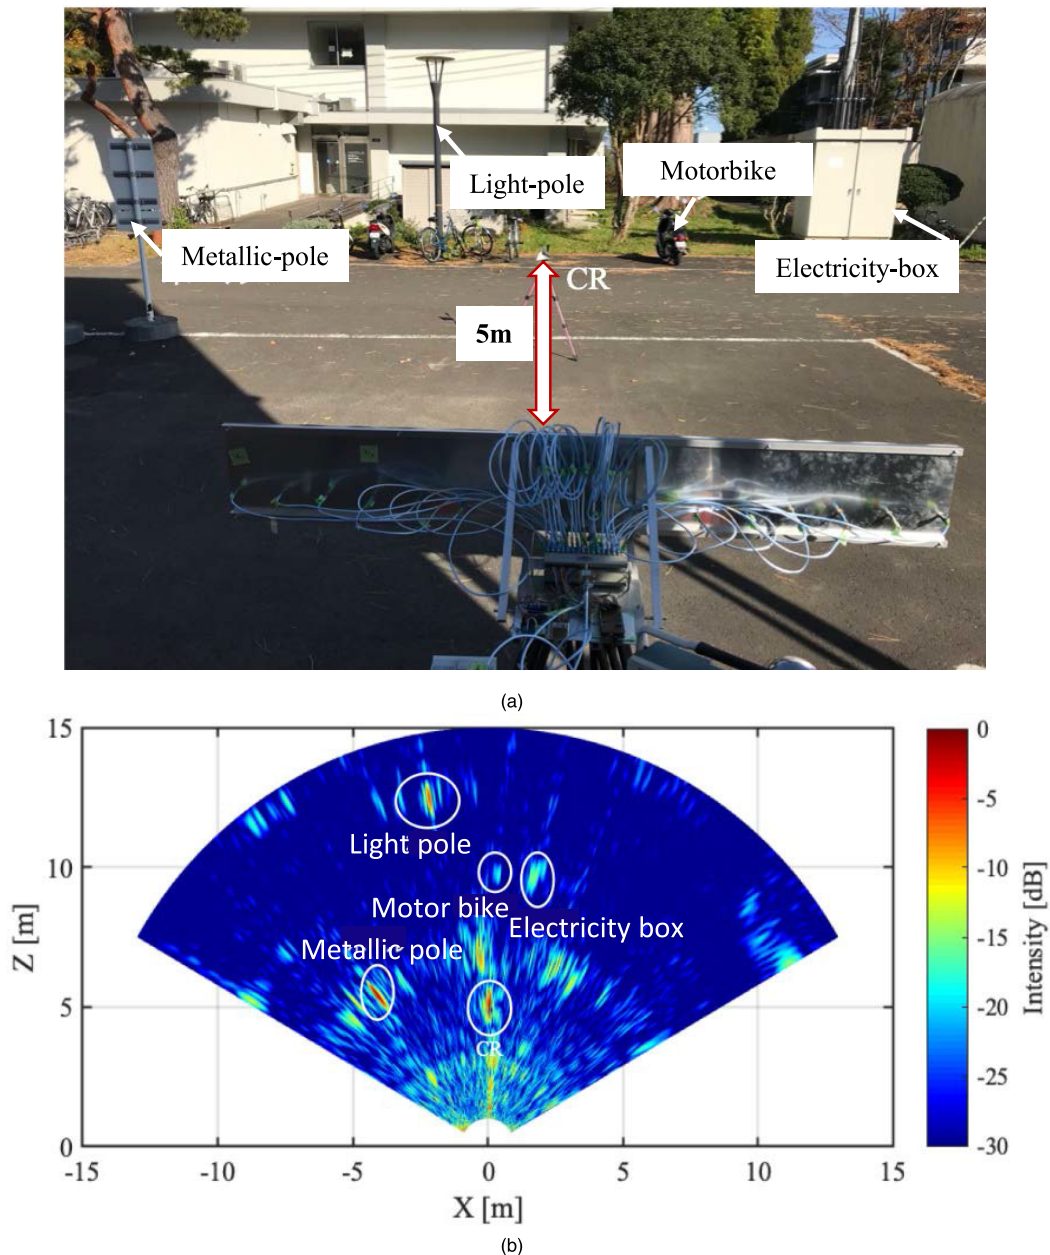 Light-pole
Motorbike
Metallic-pole
Electricity-box
CR
5m
(a)
15
10
5
0
Z [m]
-15
-10
-5
0
5
10
15
X [m]
Light pole
Motor bike
Electricity box
Metallic pole
CR
0
-5
-10
-15
-20
-25
-30
Intensity [dB]
(b)